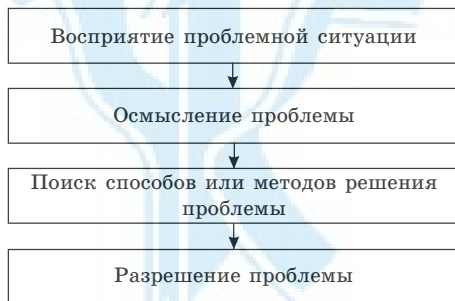 Восприятие проблемной ситуации
Осмысление проблемы
Поиск способов или методов решения
проблемы
Разрешение проблемы